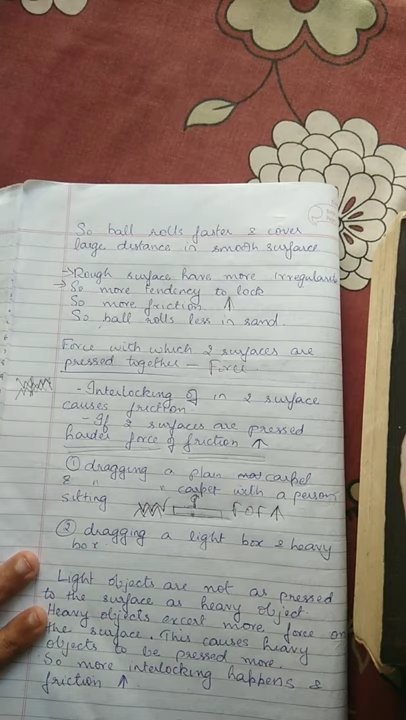 So ball rolls faster & cover
large distance in smooth surface
→ Rough surface have more irregularit
→ So more tendency to lock
So more friction ↑
So ball rolls less in sand.
Force with which 2 surfaces are
pressed together – Force
- Interlocking of in 2 surface
causes friction
- If 2 surfaces are pressed
harder force of friction ↑
① dragging a plain carpet
& " " carpet with a person
sitting FOF ↑
② dragging a light box & heavy
box.
Light objects are not as pressed
to the surface as heavy object.
Heavy objects excert more force on
the surface. This causes heavy
objects to be pressed more.
So more interlocking happens &
friction ↑